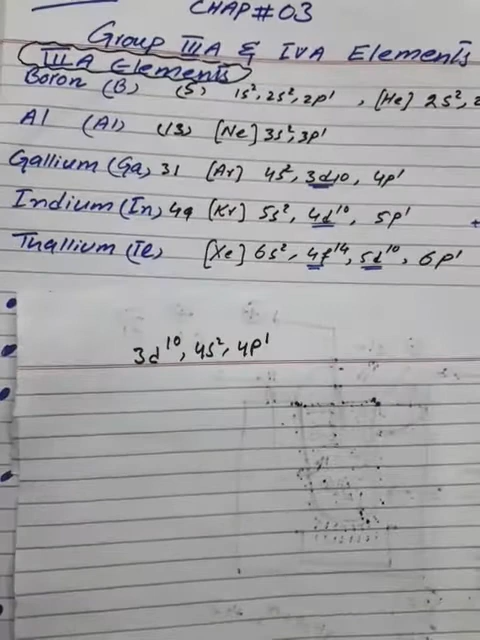 CHAP # 03
Group IIIA & IVA Elements
IIIA Elements
Boron (B) (5) 1s², 2s², 2p¹ , [He] 2s²,
Al (Al) (13) [Ne] 3s², 3p¹
Gallium (Ga) 31 [Ar] 4s², 3d10, 4p¹
Indium (In) 49 [Kr] 5s², 4d¹⁰, 5p¹
Thallium (Tl) [Xe] 6s², 4f¹⁴, 5d¹⁰, 6p¹
3d¹⁰, 4s², 4p¹